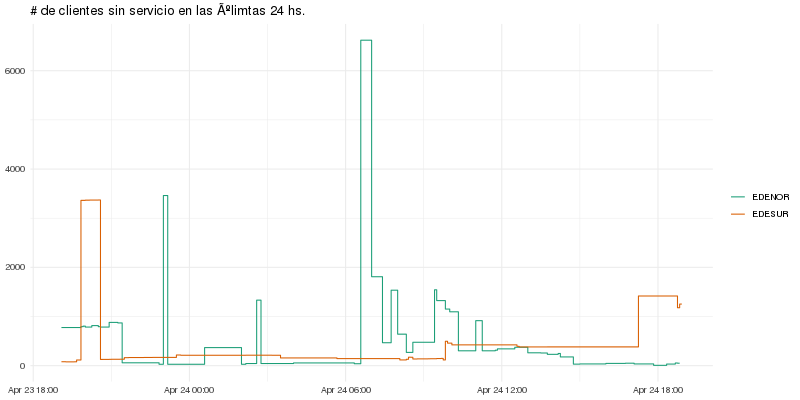 # de clientes sin servicio en las Ãºlimtas 24 hs.
6000
4000
2000
0
Apr 23 18:00
Apr 24 00:00
Apr 24 06:00
Apr 24 12:00
Apr 24 18:00
EDENOR
EDESUR